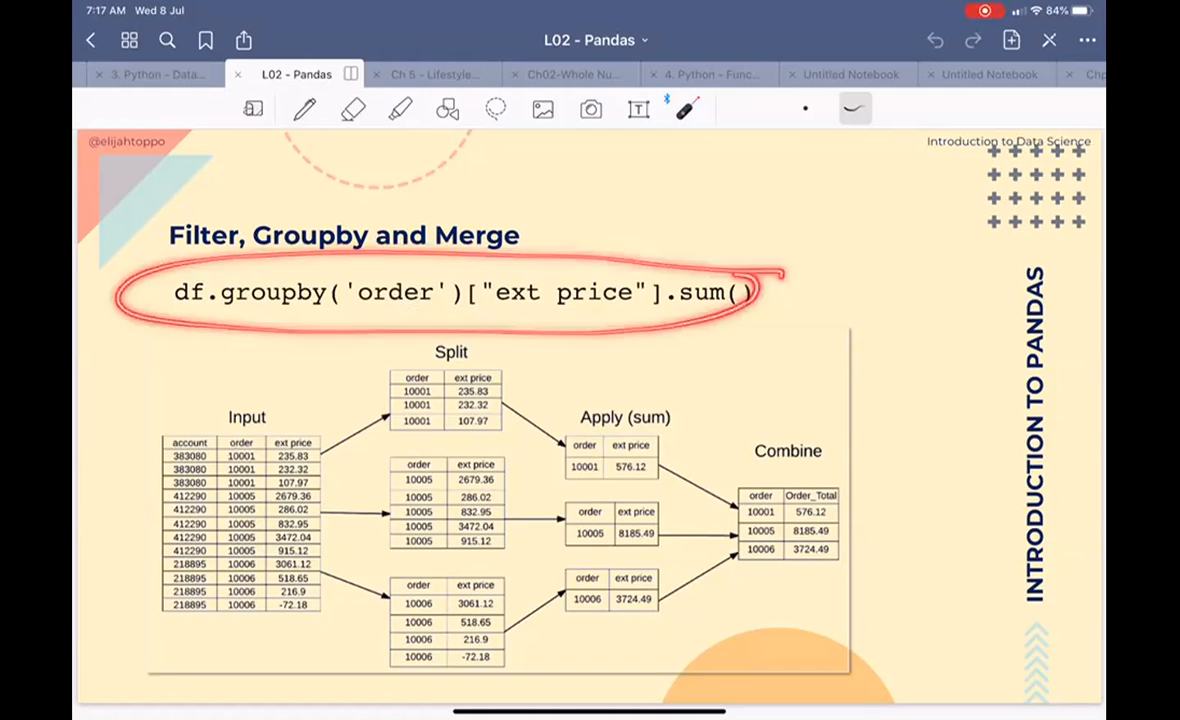 7:17 AM Wed 8 Jul
84%
L02 - Pandas
3. Python - Data...
L02 - Pandas
Ch 5 - Lifestyle...
Ch02-Whole Nu...
4. Python - Func...
Untitled Notebook
Untitled Notebook
Chp
T
@elijahtoppo
Introduction to Data Science
Filter, Groupby and Merge
df.groupby('order')["ext price"].sum()
Input
account order ext price
383080 10001 235.83
383080 10001 232.32
383080 10001 107.97
412290 10005 2679.36
412290 10005 286.02
412290 10005 832.95
412290 10005 3472.04
412290 10005 915.12
218895 10006 3061.12
218895 10006 518.65
218895 10006 216.9
218895 10006 -72.18
Split
order ext price
10001 235.83
10001 232.32
10001 107.97
order ext price
10005 2679.36
10005 286.02
10005 832.95
10005 3472.04
10005 915.12
order ext price
10006 3061.12
10006 518.65
10006 216.9
10006 -72.18
Apply (sum)
order ext price
10001 576.12
order ext price
10005 8185.49
order ext price
10006 3724.49
Combine
order Order_Total
10001 576.12
10005 8185.49
10006 3724.49
INTRODUCTION TO PANDAS